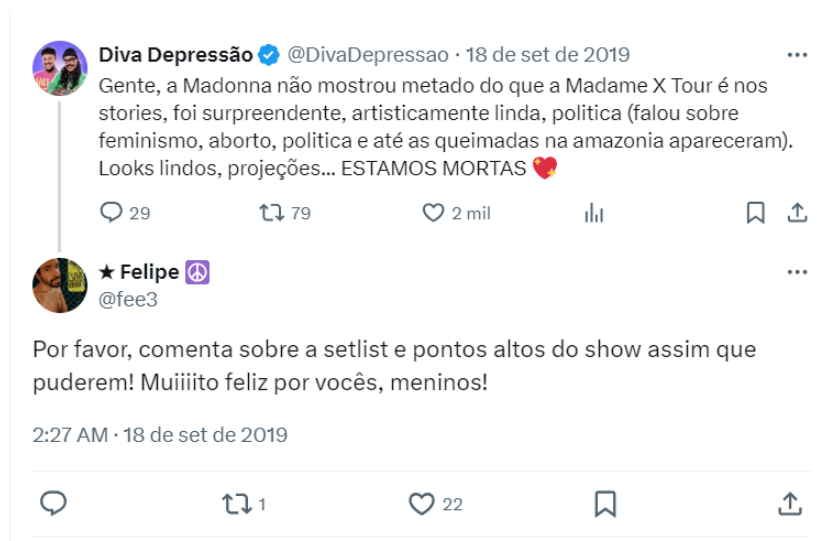 Diva Depressão @DivaDepressao · 18 de set de 2019
Gente, a Madonna não mostrou metado do que a Madame X Tour é nos
stories, foi surpreendente, artisticamente linda, politica (falou sobre
feminismo, aborto, politica e até as queimadas na amazonia apareceram).
Looks lindos, projeções... ESTAMOS MORTAS 💖
29 79 2 mil
★ Felipe ☮
@fee3
Por favor, comenta sobre a setlist e pontos altos do show assim que
puderem! Muiiiito feliz por vocês, meninos!
2:27 AM · 18 de set de 2019
1 22